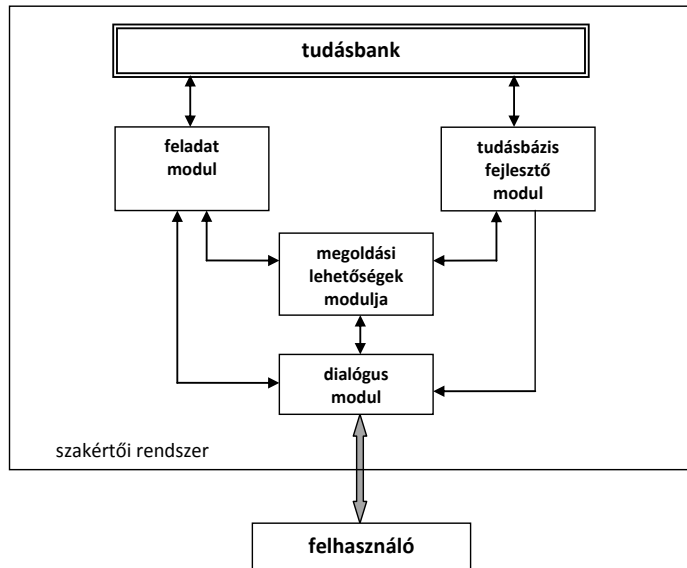 tudásbank
feladat
modul
tudásbázis
fejlesztő
modul
megoldási
lehetőségek
modulja
dialógus
modul
szakértői rendszer
felhasználó